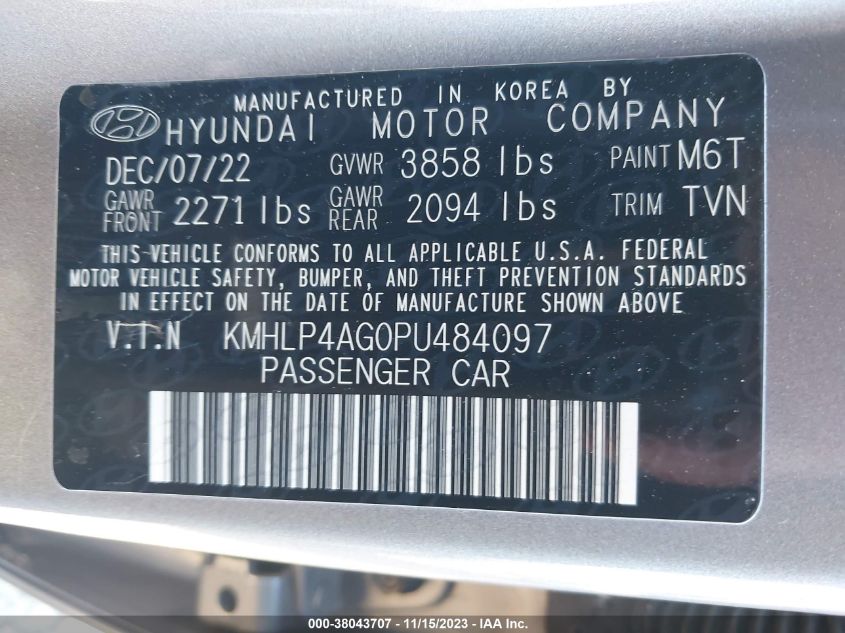 MANUFACTURED IN KOREA BY
HYUNDAI MOTOR COMPANY
DEC/07/22 GVWR 3858 lbs PAINT M6T
GAWR FRONT 2271 lbs GAWR REAR 2094 lbs TRIM TVN
THIS VEHICLE CONFORMS TO ALL APPLICABLE U.S.A. FEDERAL
MOTOR VEHICLE SAFETY, BUMPER, AND THEFT PREVENTION STANDARDS
IN EFFECT ON THE DATE OF MANUFACTURE SHOWN ABOVE
V.I.N KMHLP4AG0PU484097
PASSENGER CAR
000-38043707 - 11/15/2023 - IAA Inc.